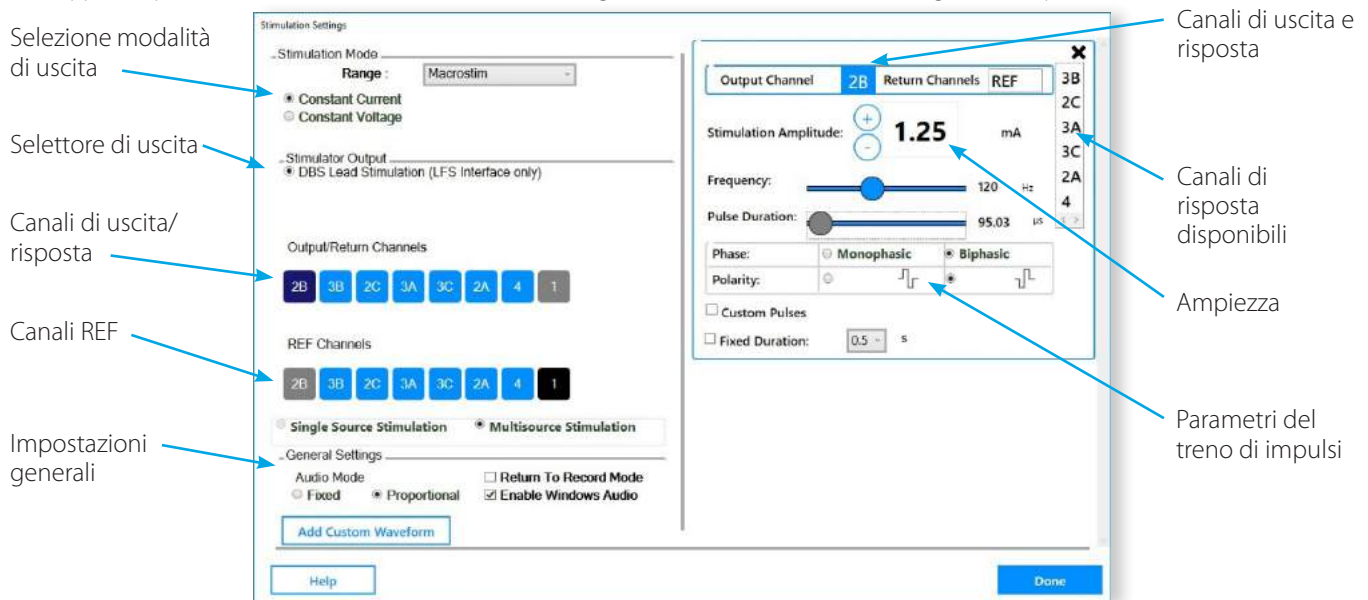 Selezione modalità
di uscita
Selettore di uscita
Canali di uscita/
risposta
Canali REF
Impostazioni
generali
Stimulation Settings
Stimulation Mode
Range :
Macrostim
Constant Current
Constant Voltage
Stimulator Output
DBS Lead Stimulation (LFS Interface only)
Output/Return Channels
2B 3B 2C 3A 3C 2A 4 1
REF Channels
2B 3B 2C 3A 3C 2A 4 1
Single Source Stimulation Multisource Stimulation
General Settings
Audio Mode Return To Record Mode
Fixed Proportional Enable Windows Audio
Add Custom Waveform
Help
Output Channel 2B Return Channels REF
Stimulation Amplitude: + 1.25 mA
-
Frequency: 120 Hz
Pulse Duration: 95.03 µs
Phase: Monophasic Biphasic
Polarity:
Custom Pulses
Fixed Duration: 0.5 s
3B
2C
3A
3C
2A
4
Done
Canali di uscita e
risposta
Canali di
risposta
disponibili
Ampiezza
Parametri del
treno di impulsi